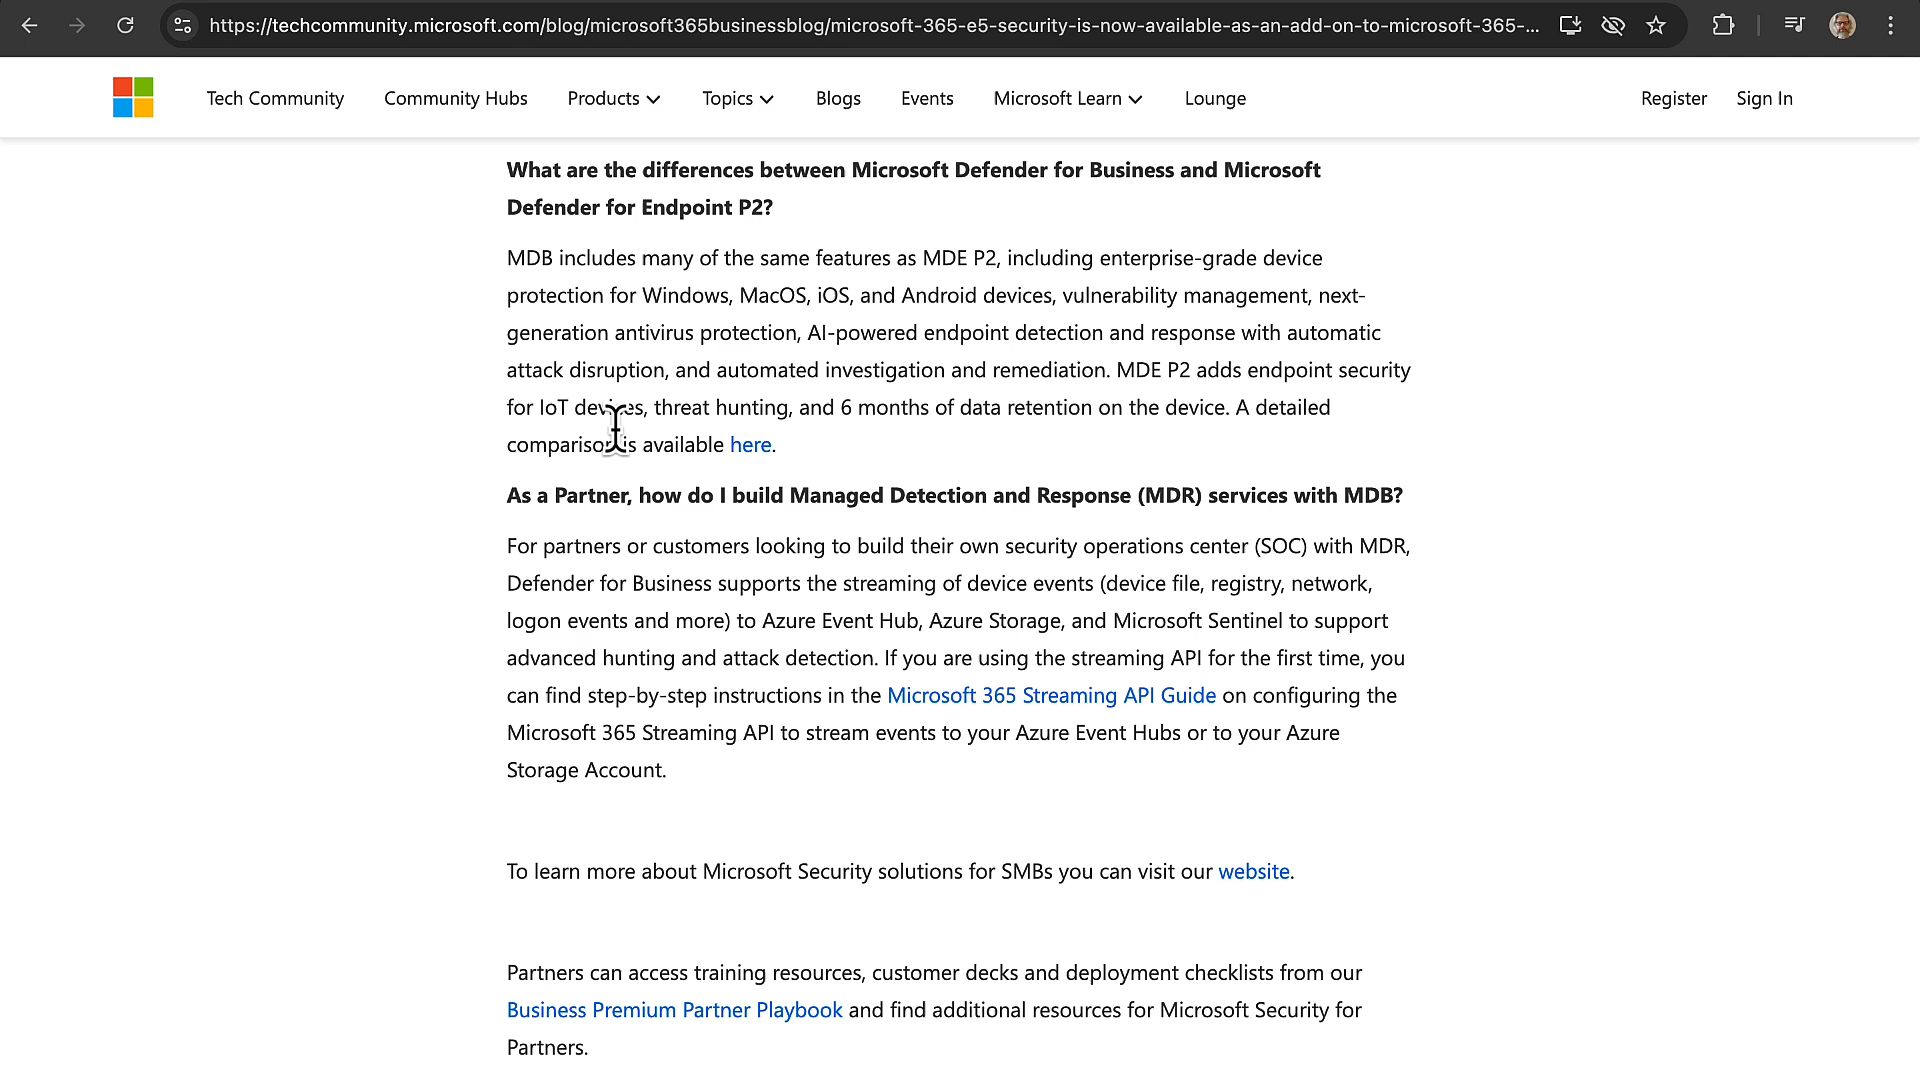 https://techcommunity.microsoft.com/blog/microsoft365businessblog/microsoft-365-e5-security-is-now-available-as-an-add-on-to-microsoft-365-...
Tech Community Community Hubs Products Topics Blogs Events Microsoft Learn Lounge Register Sign In
What are the differences between Microsoft Defender for Business and Microsoft
Defender for Endpoint P2?
MDB includes many of the same features as MDE P2, including enterprise-grade device
protection for Windows, MacOS, iOS, and Android devices, vulnerability management, next-
generation antivirus protection, AI-powered endpoint detection and response with automatic
attack disruption, and automated investigation and remediation. MDE P2 adds endpoint security
for IoT devices, threat hunting, and 6 months of data retention on the device. A detailed
comparison is available here.
As a Partner, how do I build Managed Detection and Response (MDR) services with MDB?
For partners or customers looking to build their own security operations center (SOC) with MDR,
Defender for Business supports the streaming of device events (device file, registry, network,
logon events and more) to Azure Event Hub, Azure Storage, and Microsoft Sentinel to support
advanced hunting and attack detection. If you are using the streaming API for the first time, you
can find step-by-step instructions in the Microsoft 365 Streaming API Guide on configuring the
Microsoft 365 Streaming API to stream events to your Azure Event Hubs or to your Azure
Storage Account.
To learn more about Microsoft Security solutions for SMBs you can visit our website.
Partners can access training resources, customer decks and deployment checklists from our
Business Premium Partner Playbook and find additional resources for Microsoft Security for
Partners.